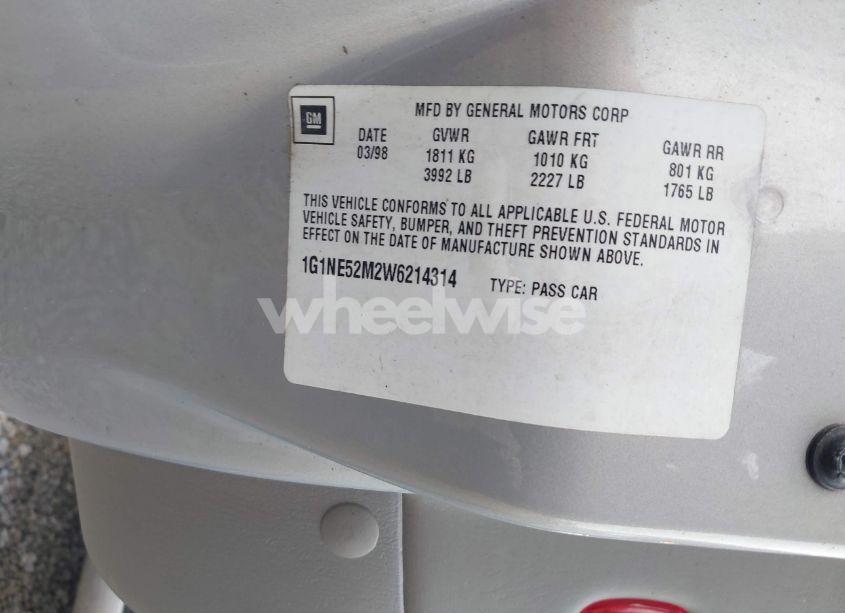 GM
MFD BY GENERAL MOTORS CORP
DATE GVWR GAWR FRT GAWR RR
03/98 1811 KG 1010 KG 801 KG
3992 LB 2227 LB 1765 LB
THIS VEHICLE CONFORMS TO ALL APPLICABLE U.S. FEDERAL MOTOR
VEHICLE SAFETY, BUMPER, AND THEFT PREVENTION STANDARDS IN
EFFECT ON THE DATE OF MANUFACTURE SHOWN ABOVE.
1G1NE52M2W6214314 TYPE: PASS CAR
wheelwise